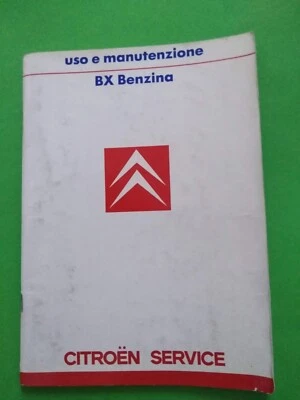 uso e manutenzione
BX Benzina
CITROËN SERVICE